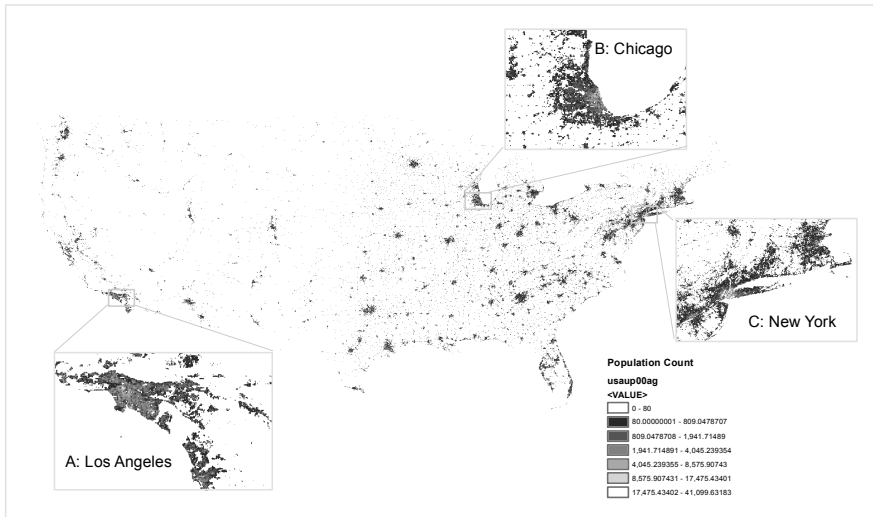 B: Chicago
C: New York
A: Los Angeles
Population Count
usaup00ag
<VALUE>
0 - 80
80.00000001 - 809.0478707
809.0478708 - 1,941.71489
1,941.714891 - 4,045.239354
4,045.239355 - 8,575.90743
8,575.907431 - 17,475.43401
17,475.43402 - 41,099.63183